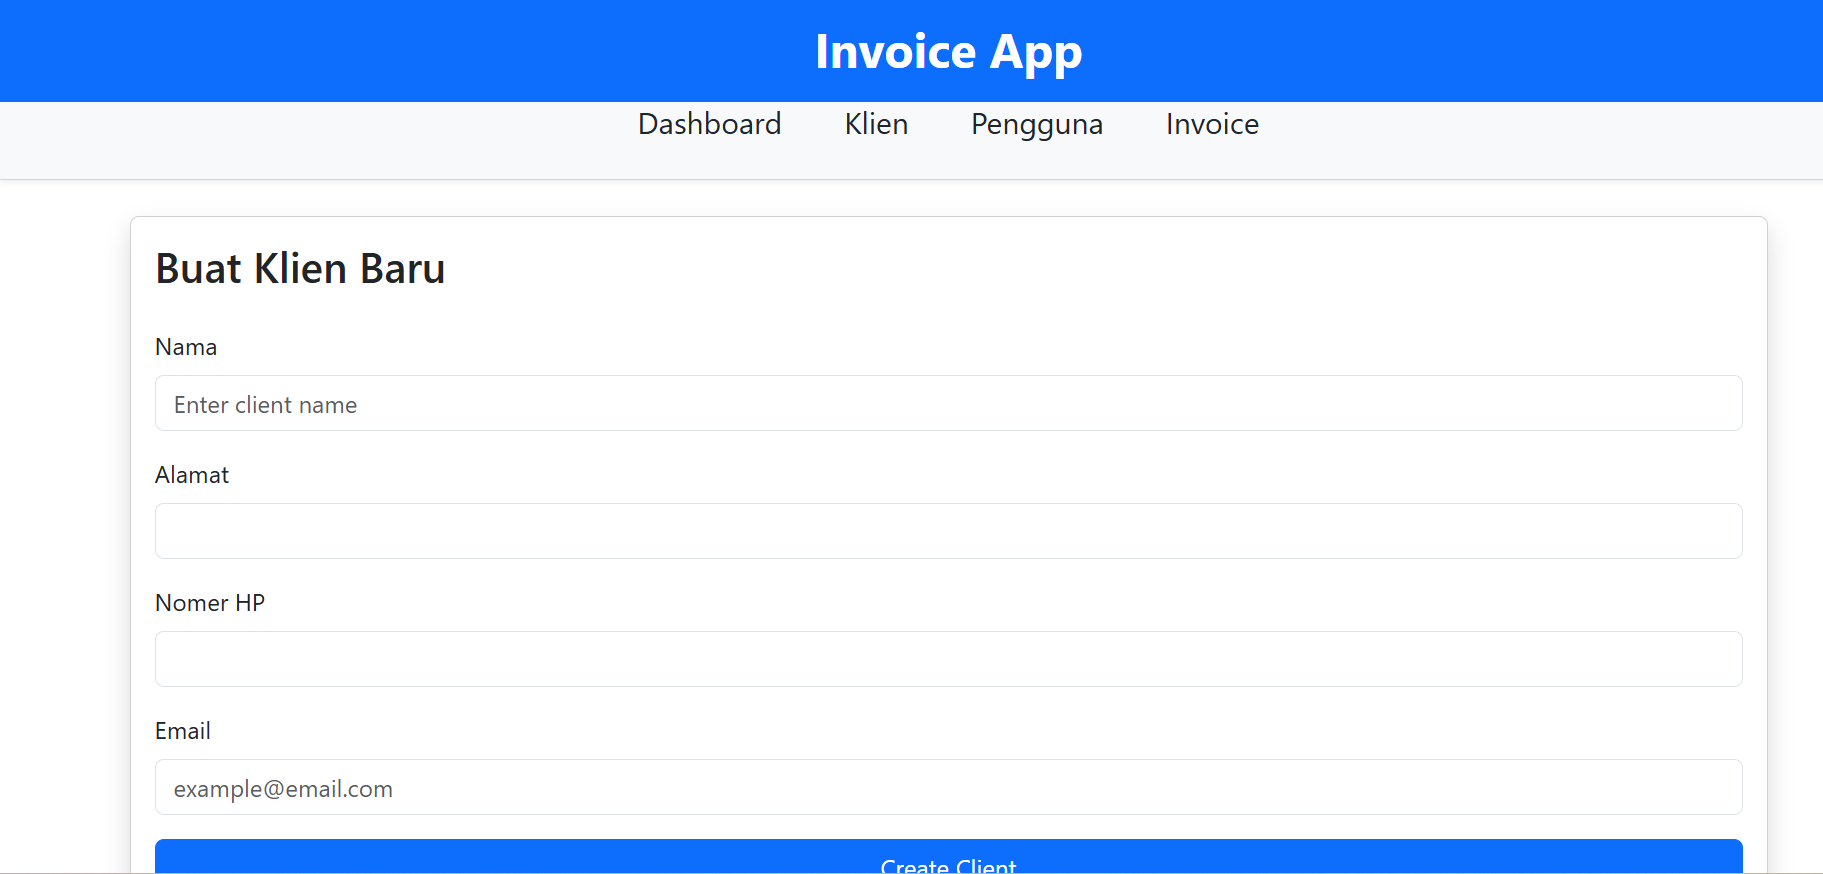 Invoice App
Dashboard Klien Pengguna Invoice
Buat Klien Baru
Nama
Enter client name
Alamat
Nomer HP
Email
example@email.com
Create Client